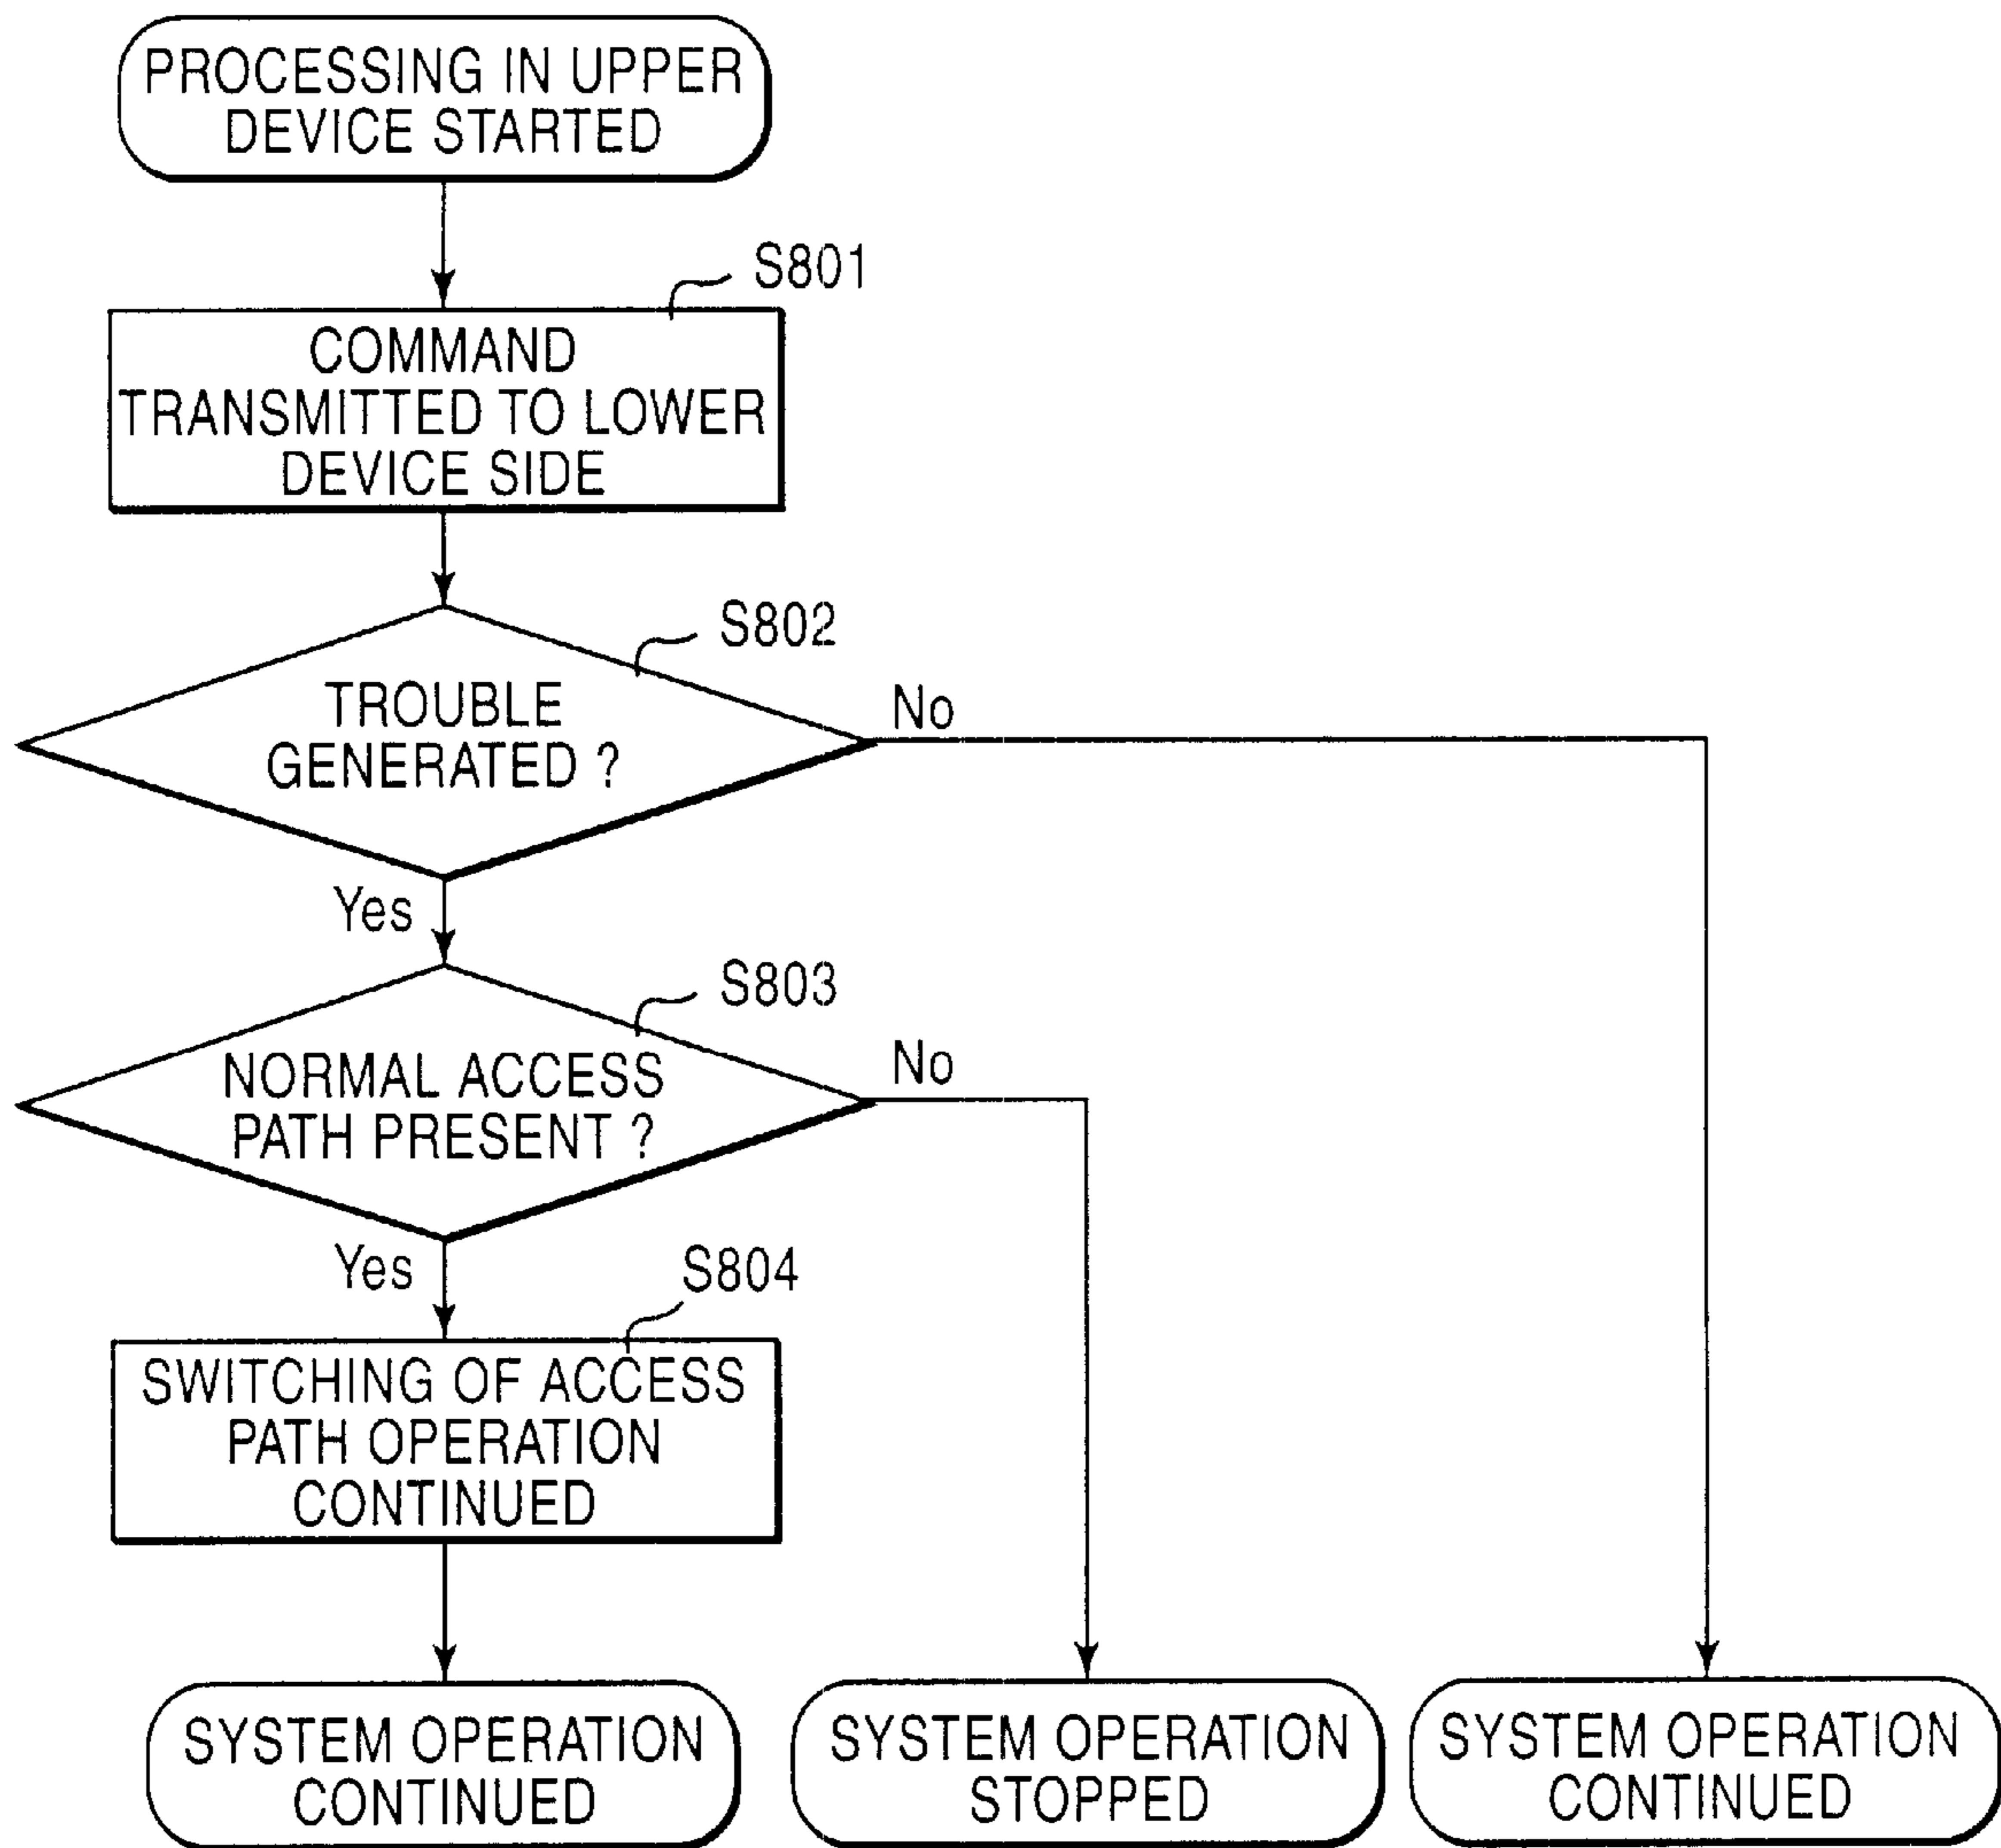 PROCESSING IN UPPER
DEVICE STARTED
S801
COMMAND
TRANSMITTED TO LOWER
DEVICE SIDE
S802
TROUBLE
GENERATED ?
No
Yes
S803
NORMAL ACCESS
PATH PRESENT ?
No
Yes
S804
SWITCHING OF ACCESS
PATH OPERATION
CONTINUED
SYSTEM OPERATION
CONTINUED
SYSTEM OPERATION
STOPPED
SYSTEM OPERATION
CONTINUED